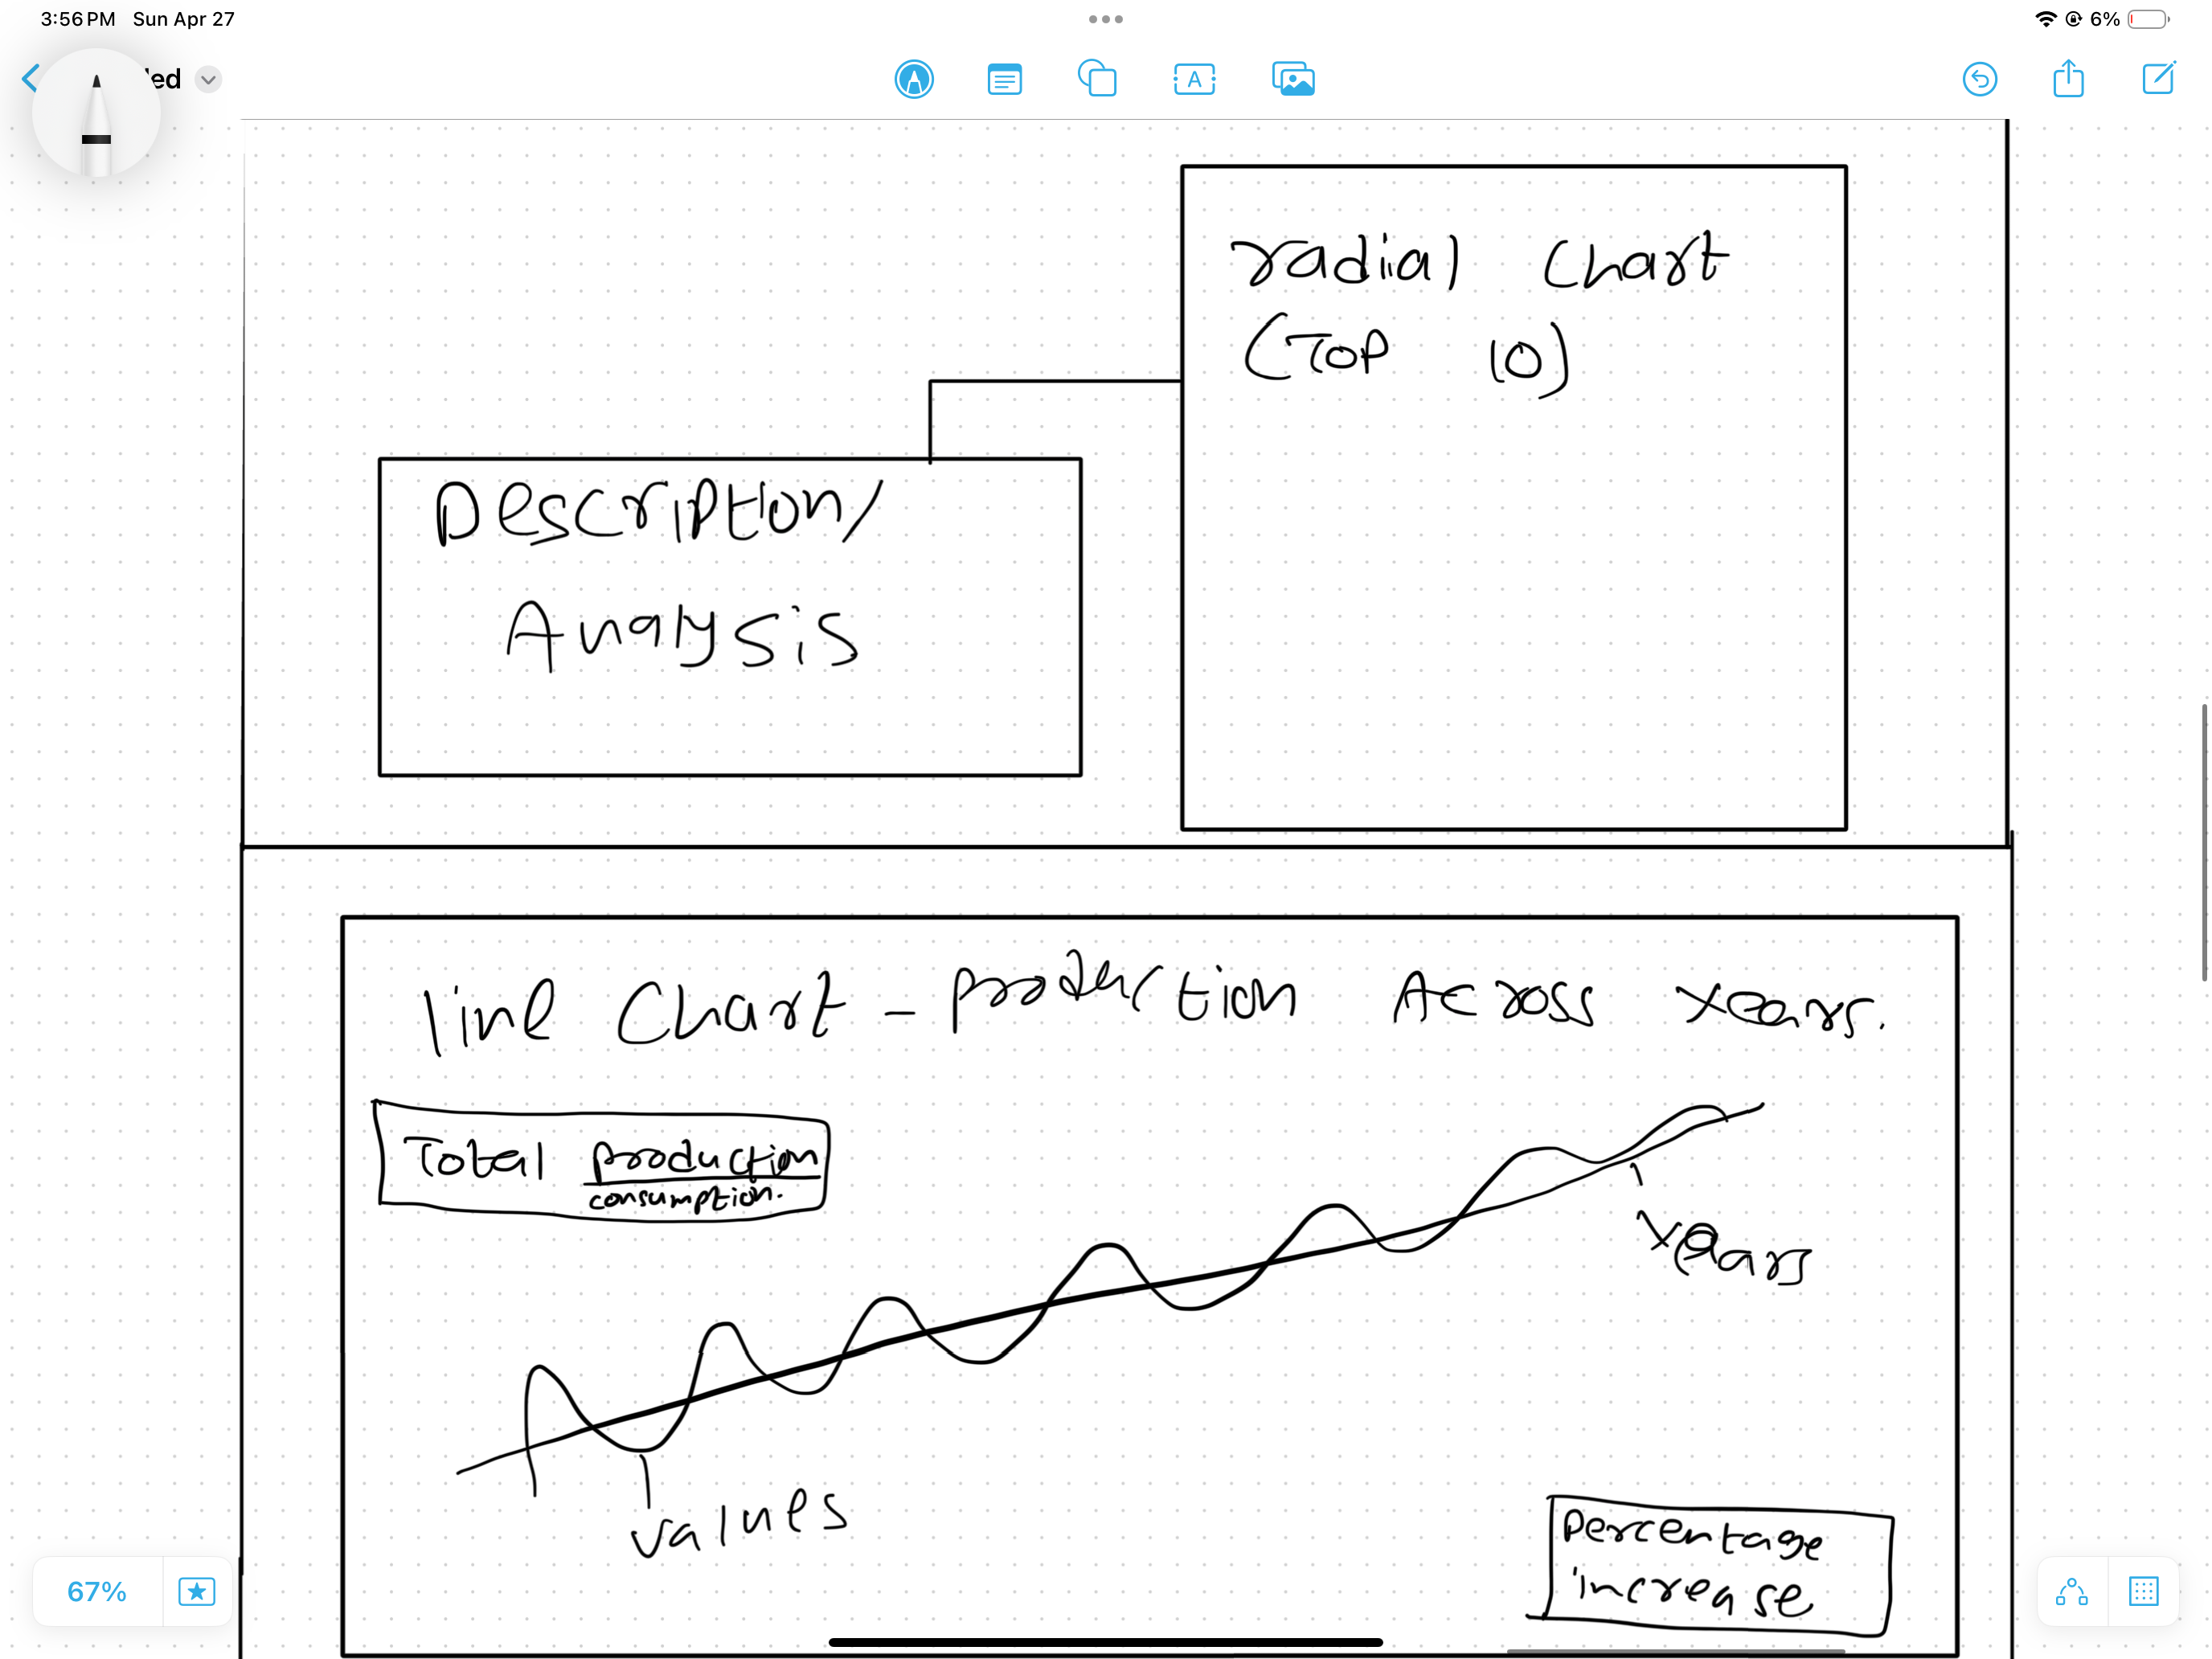 3:56 PM Sun Apr 27
6%
ed
A
radial chart
(TOP 10)
Description/
Analysis
line Chart - production Across Years.
Total production
consumption.
Years
values
Percentage
increase
67%